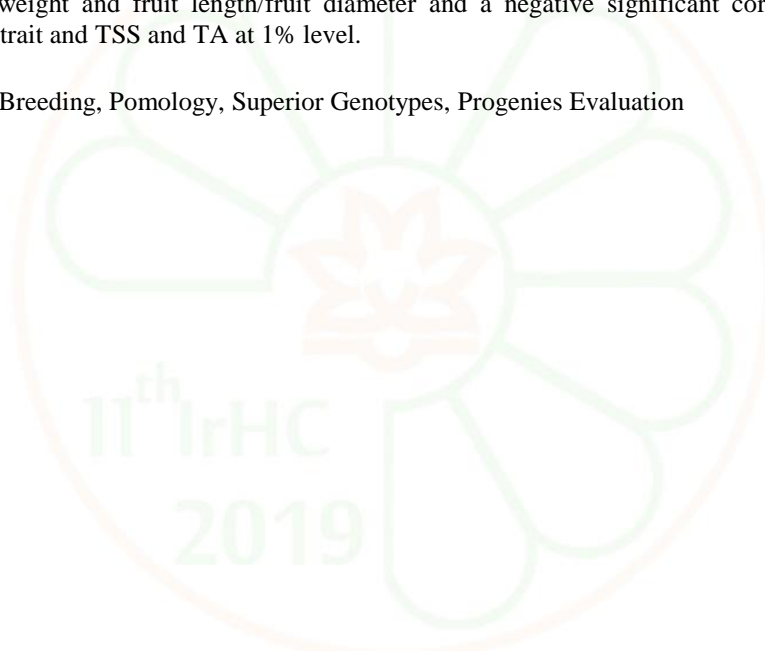 weight and fruit length/fruit diameter and a negative significant
trait and TSS and TA at 1% level.
Breeding, Pomology, Superior Genotypes, Progenies Evaluation
11th IrHC
2019